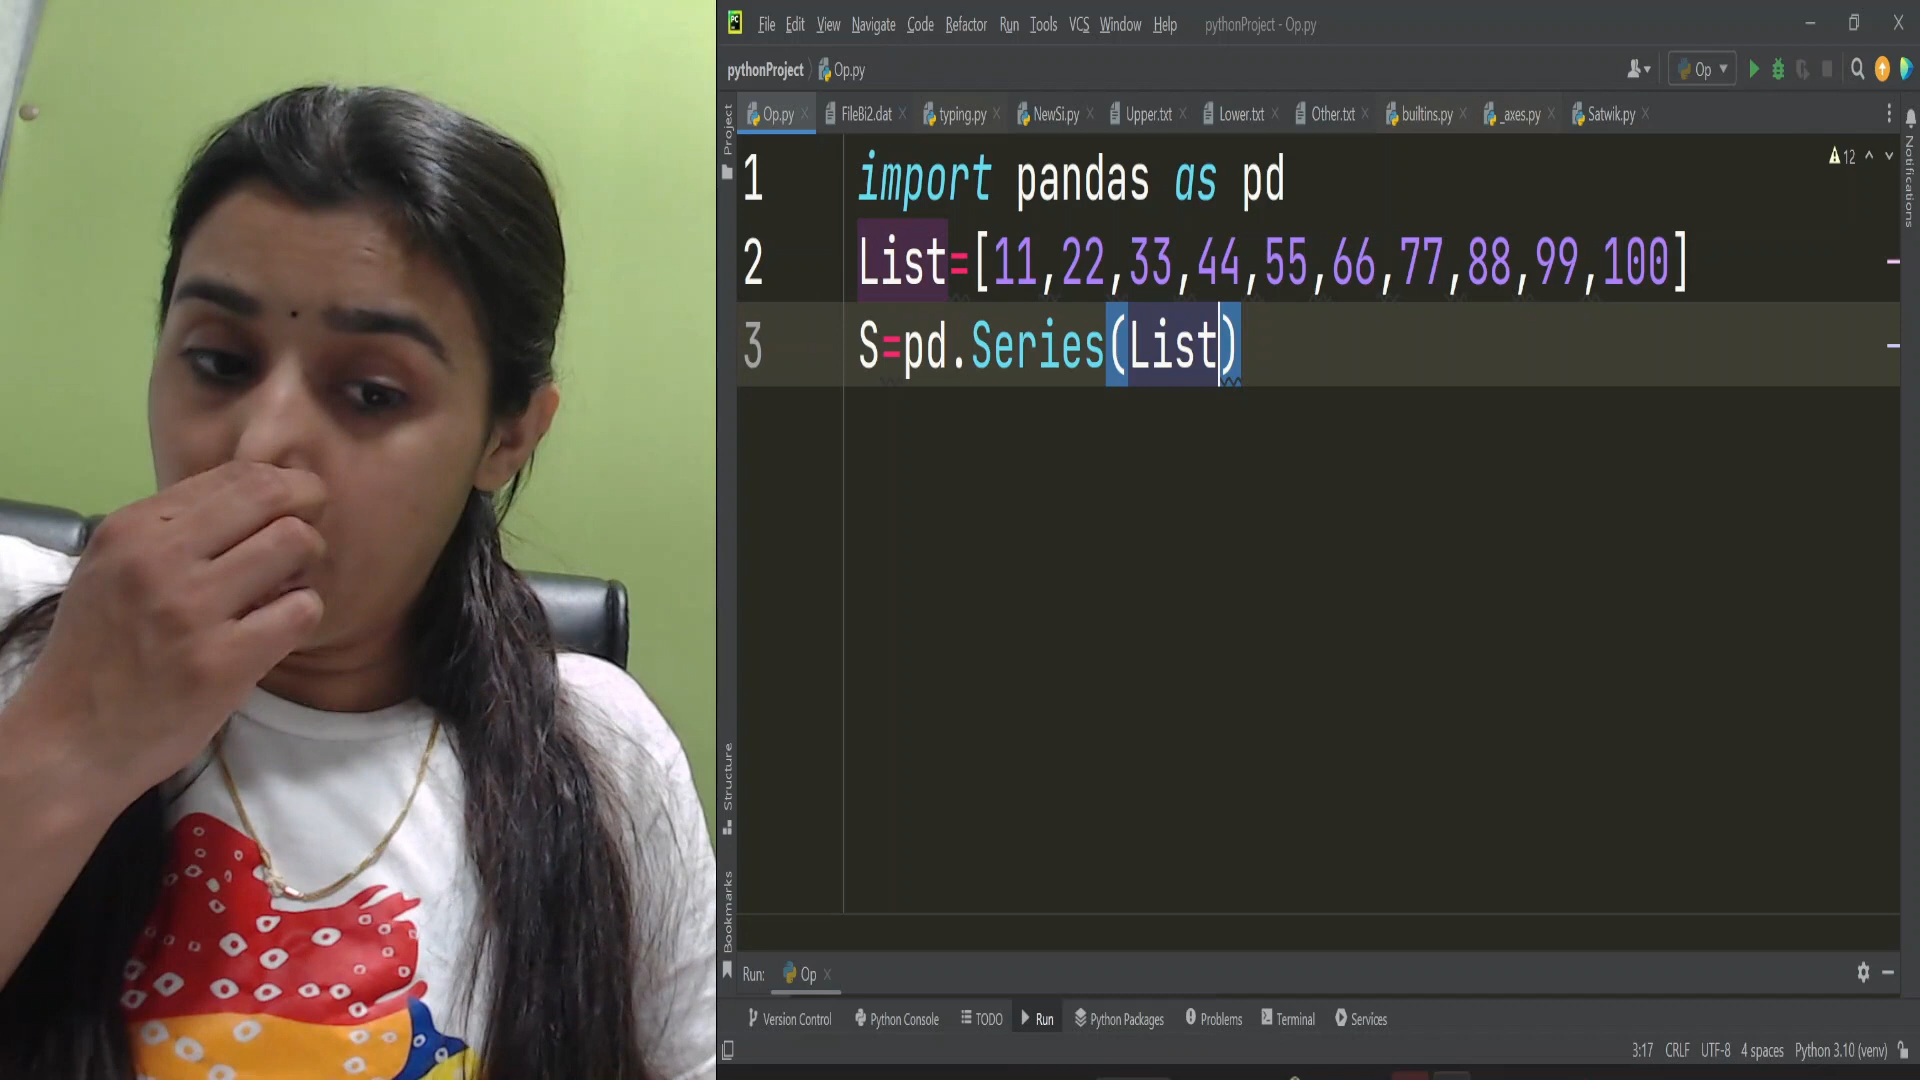 File Edit View Navigate Code Refactor Run Tools VCS Window Help pythonProject - Op.py
pythonProject Op.py Op
Op.py FileBi2.dat typing.py NewSi.py Upper.txt Lower.txt Other.txt builtins.py _axes.py Satwik.py
Project
Notifications
12
1 import pandas as pd
2 List=[11,22,33,44,55,66,77,88,99,100]
3 S=pd.Series(List)
Structure
Bookmarks
Run: Op
Version Control Python Console TODO Run Python Packages Problems Terminal Services
3:17 CRLF UTF-8 4 spaces Python 3.10 (venv)